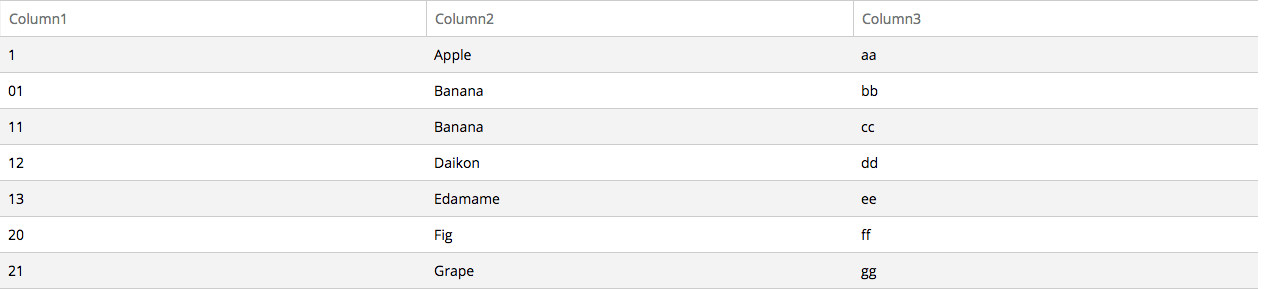 Column1 Column2 Column3
1 Apple aa
01 Banana bb
11 Banana cc
12 Daikon dd
13 Edamame ee
20 Fig ff
21 Grape gg